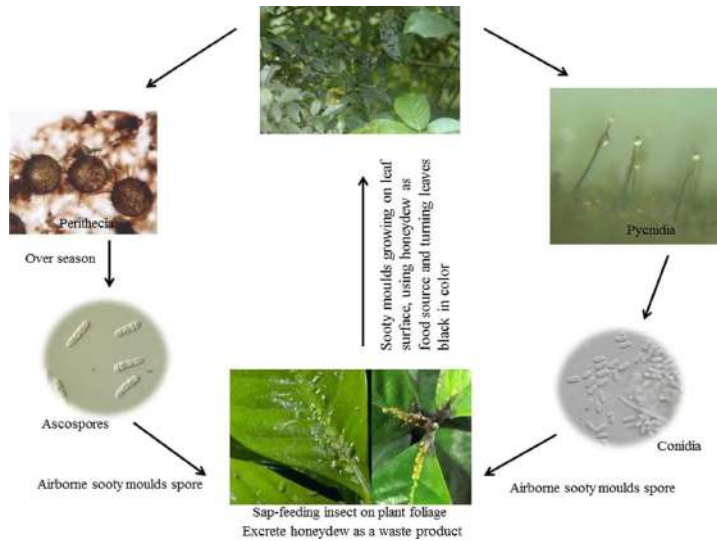 Perithecia
Pycnidia
Over season
Sooty moulds growing on leaf
surface, using honeydew as
food source and turning leaves
black in color
Ascospores
Conidia
Airborne sooty moulds spore
Airborne sooty moulds spore
Sap-feeding insect on plant foliage
Excrete honeydew as a waste product